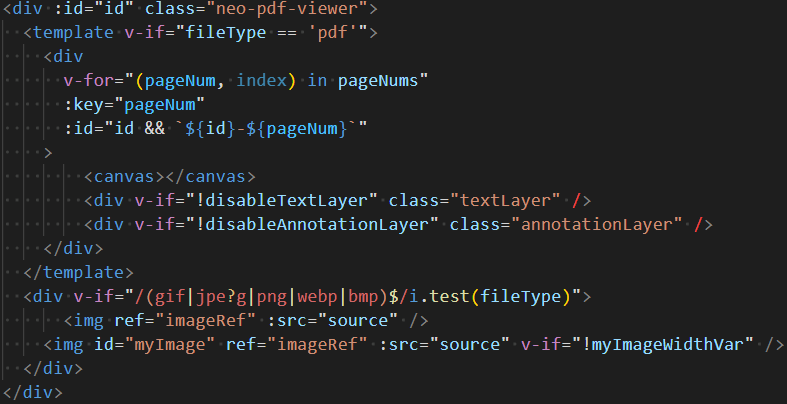 <div :id="id" class="neo-pdf-viewer">
  <template v-if="fileType == 'pdf'">
    <div
      v-for="(pageNum, index) in pageNums"
      :key="pageNum"
      :id="id && `${id}-${pageNum}`"
    >
        <canvas></canvas>
        <div v-if="!disableTextLayer" class="textLayer" />
        <div v-if="!disableAnnotationLayer" class="annotationLayer" />
    </div>
  </template>
  <div v-if="/(gif|jpe?g|png|webp|bmp)$/i.test(fileType)">
      <img ref="imageRef" :src="source" />
    <img id="myImage" ref="imageRef" :src="source" v-if="!myImageWidthVar" />
  </div>
</div>